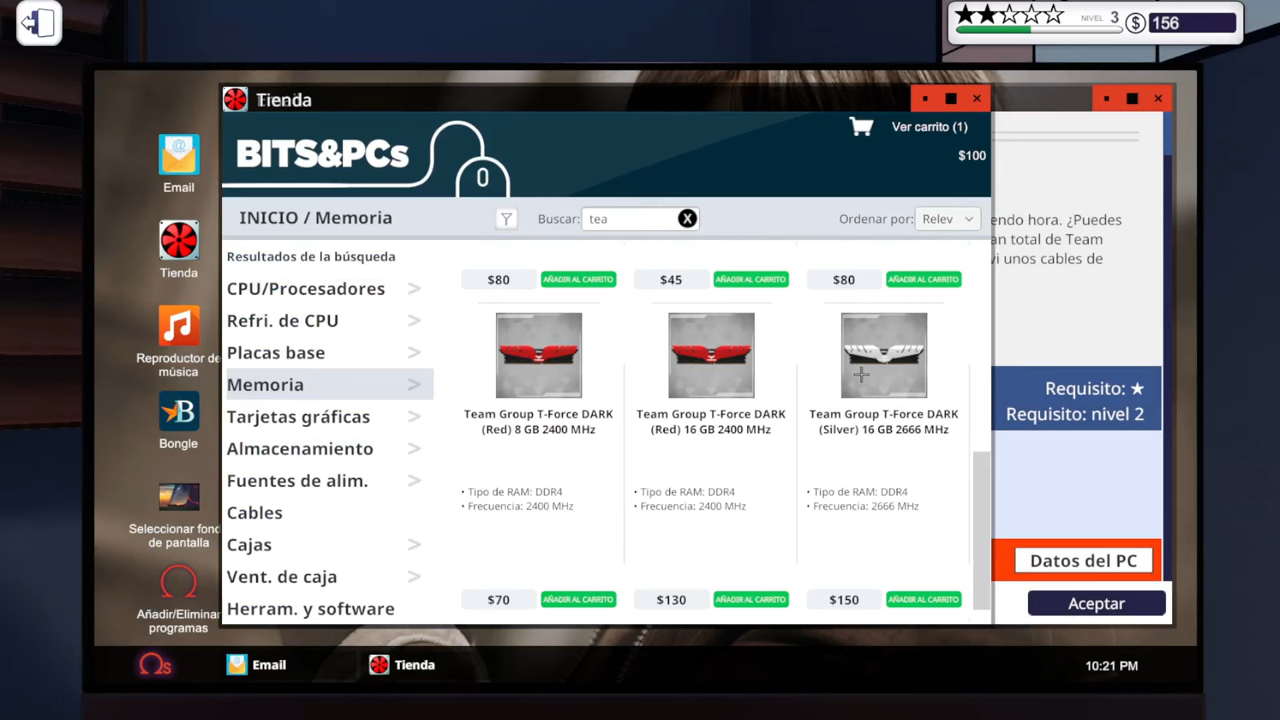 NIVEL 3
$ 156
Tienda
BITS&PCs
Ver carrito (1)
$100
INICIO / Memoria
Buscar: tea X
Ordenar por: Relev
Resultados de la búsqueda
CPU/Procesadores >
Refri. de CPU >
Placas base >
Memoria >
Tarjetas gráficas >
Almacenamiento >
Fuentes de alim. >
Cables
Cajas >
Vent. de caja >
Herram. y software
$80 AÑADIR AL CARRITO
$45 AÑADIR AL CARRITO
$80 AÑADIR AL CARRITO
Team Group T-Force DARK
(Red) 8 GB 2400 MHz
• Tipo de RAM: DDR4
• Frecuencia: 2400 MHz
$70 AÑADIR AL CARRITO
Team Group T-Force DARK
(Red) 16 GB 2400 MHz
• Tipo de RAM: DDR4
• Frecuencia: 2400 MHz
$130 AÑADIR AL CARRITO
Team Group T-Force DARK
(Silver) 16 GB 2666 MHz
• Tipo de RAM: DDR4
• Frecuencia: 2666 MHz
$150 AÑADIR AL CARRITO
endo hora. ¿Puedes
an total de Team
vi unos cables de
Requisito: ★
Requisito: nivel 2
Datos del PC
Aceptar
Email
Tienda
Reproductor de
música
Bongle
Seleccionar fond
de pantalla
Añadir/Eliminar
programas
Os
Email
Tienda
10:21 PM